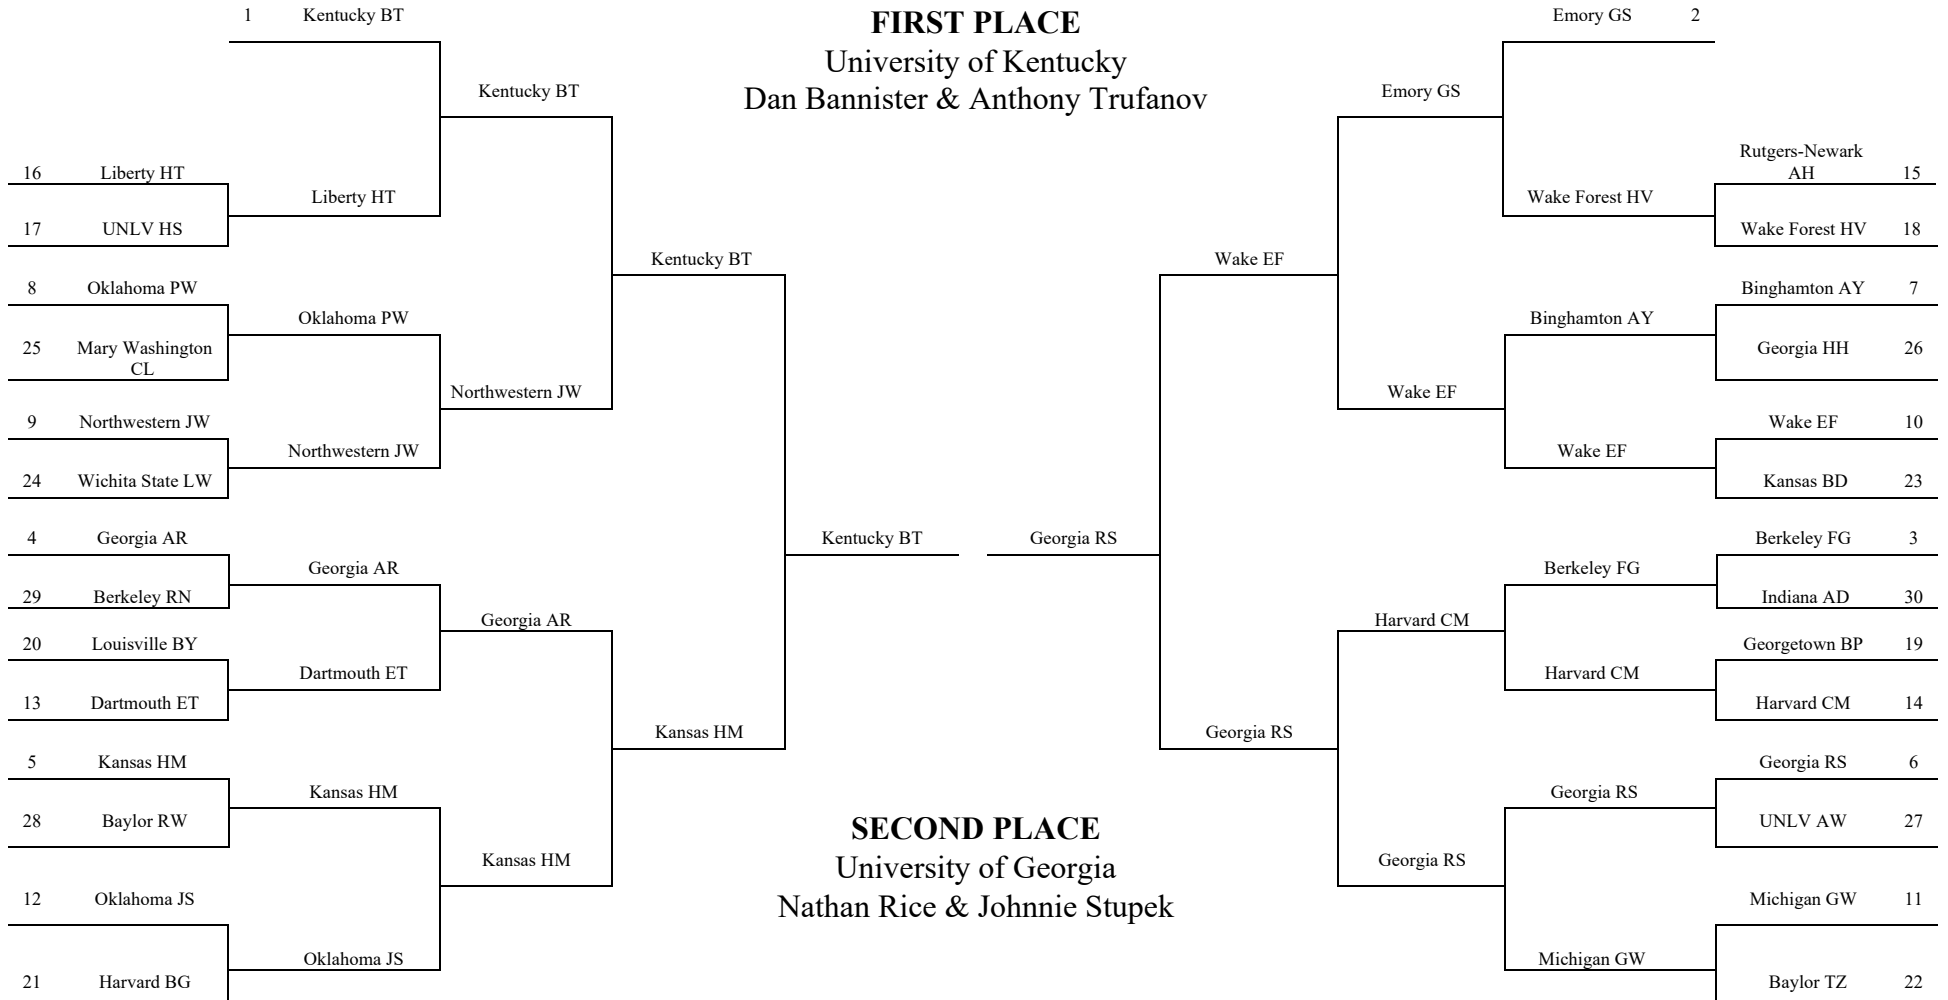 1 Kentucky BT
FIRST PLACE
Emory GS 2
University of Kentucky
Dan Bannister & Anthony Trufanov
Kentucky BT
Emory GS
16 Liberty HT
Liberty HT
17 UNLV HS
Rutgers-Newark
AH 15
Wake Forest HV
Wake Forest HV 18
Kentucky BT
Wake EF
8 Oklahoma PW
Oklahoma PW
25 Mary Washington
CL
Binghamton AY 7
Binghamton AY
Georgia HH 26
Northwestern JW
Wake EF
9 Northwestern JW
Northwestern JW
24 Wichita State LW
Wake EF 10
Wake EF
Kansas BD 23
Kentucky BT
Georgia RS
4 Georgia AR
Georgia AR
29 Berkeley RN
Berkeley FG 3
Berkeley FG
Indiana AD 30
Georgia AR
Harvard CM
20 Louisville BY
Dartmouth ET
13 Dartmouth ET
Georgetown BP 19
Harvard CM
Harvard CM 14
Kansas HM
Georgia RS
5 Kansas HM
Kansas HM
28 Baylor RW
Georgia RS 6
Georgia RS
UNLV AW 27
SECOND PLACE
University of Georgia
Nathan Rice & Johnnie Stupek
Kansas HM
Georgia RS
12 Oklahoma JS
Oklahoma JS
21 Harvard BG
Michigan GW 11
Michigan GW
Baylor TZ 22